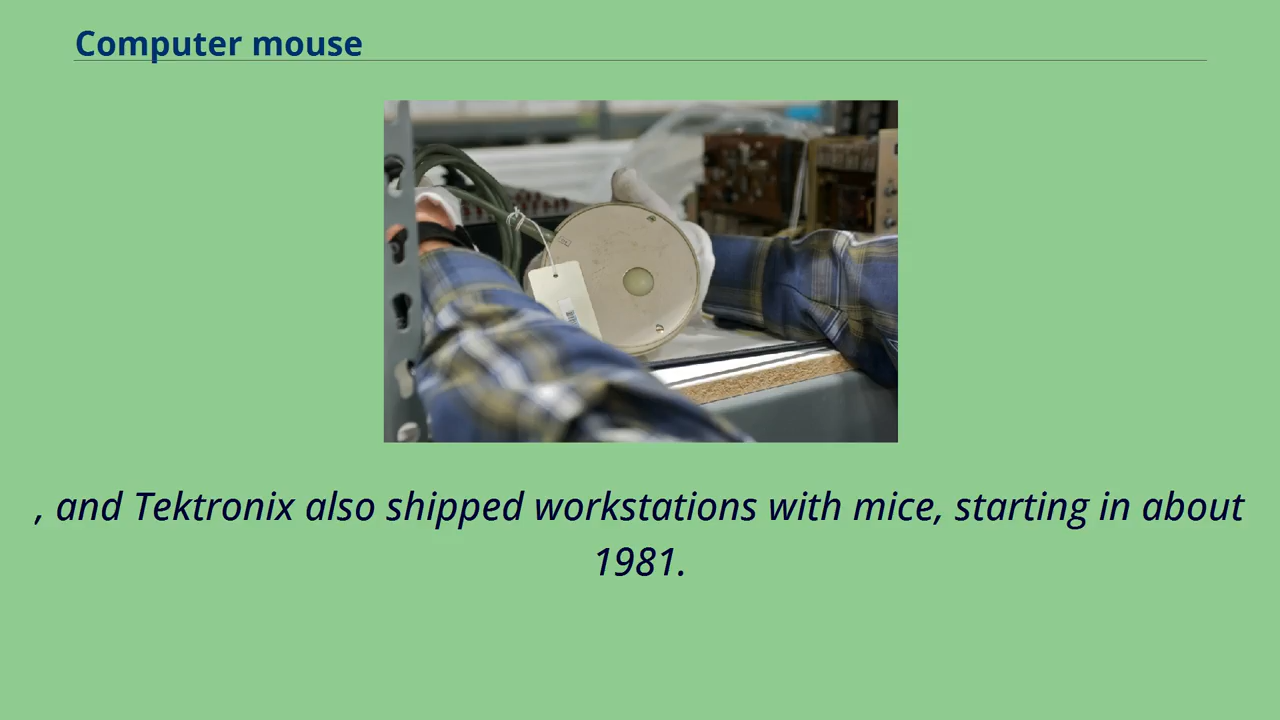 Computer mouse
, and Tektronix also shipped workstations with mice, starting in about
1981.